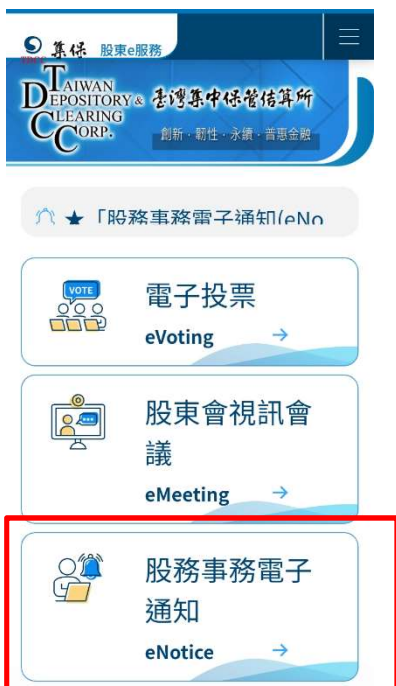 集保 股東e服務
TDCC
TAIWAN
DEPOSITORY &
CLEARING
CORP.
臺灣集中保管結算所
創新．韌性．永續．普惠金融
★「股務事務電子通知(eNo
VOTE
電子投票
eVoting
股東會視訊會
議
eMeeting
股務事務電子
通知
eNotice